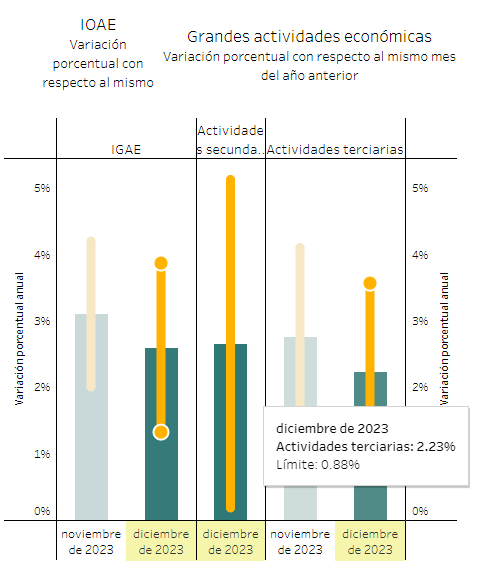 IOAE
Variación
porcentual con
respecto al mismo
Grandes actividades económicas
Variación porcentual con respecto al mismo mes
del año anterior
IGAE
Actividade
s secunda..
Actividades terciarias
Variación porcentual anual
5%
4%
3%
2%
1%
0%
5%
4%
3%
2%
0%
Variación porcentual anual
diciembre de 2023
Actividades terciarias: 2.23%
Límite: 0.88%
noviembre
de 2023
diciembre
de 2023
diciembre
de 2023
noviembre
de 2023
diciembre
de 2023